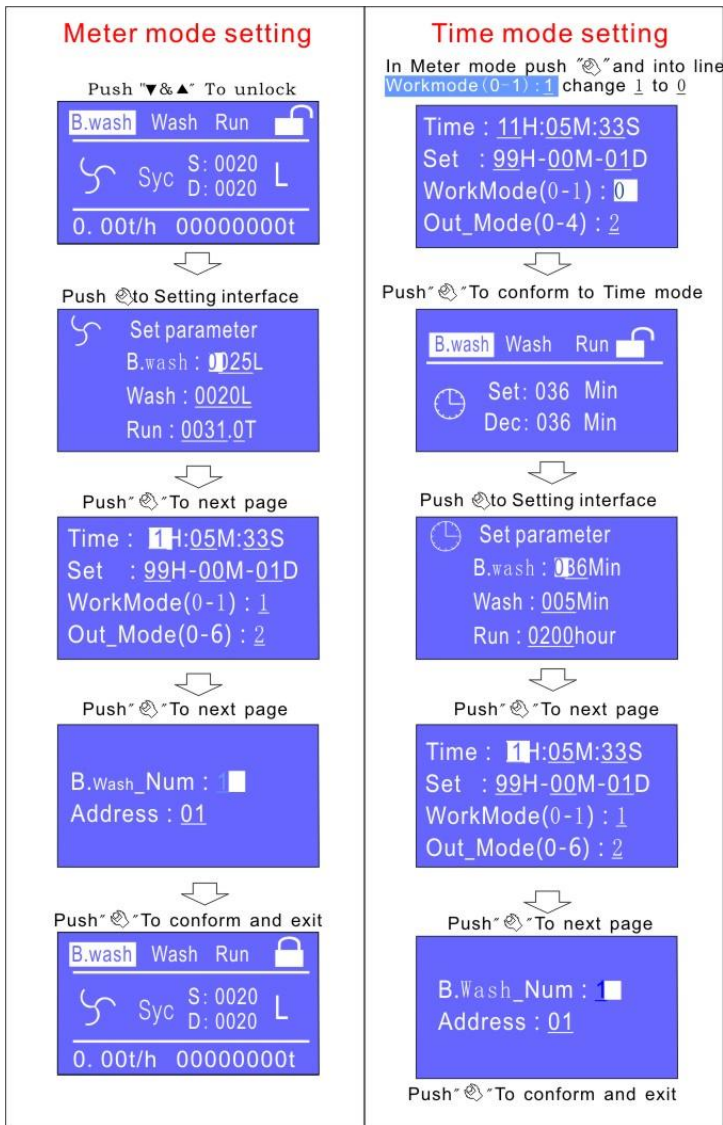 Meter mode setting
Push "▼&▲" To unlock
B.wash Wash Run
Syc S: 0020 L
D: 0020
0.00t/h 00000000t
Push to Setting interface
Set parameter
B.wash : 0025L
Wash : 0020L
Run : 0031.0T
Push" "To next page
Time : 1H:05M:33S
Set : 99H-00M-01D
WorkMode(0-1) : 1
Out_Mode(0-6) : 2
Push" "To next page
B.Wash_Num : 1
Address : 01
Push" "To conform and exit
B.wash Wash Run
Syc S: 0020 L
D: 0020
0.00t/h 00000000t
Time mode setting
In Meter mode push " "and into line
Workmode(0-1) : 1 change 1 to 0
Time : 11H:05M:33S
Set : 99H-00M-01D
WorkMode(0-1) : 0
Out_Mode(0-4) : 2
Push" "To conform to Time mode
B.wash Wash Run
Set: 036 Min
Dec: 036 Min
Push to Setting interface
Set parameter
B.wash : 036Min
Wash : 005Min
Run : 0200hour
Push" "To next page
Time : 1H:05M:33S
Set : 99H-00M-01D
WorkMode(0-1) : 1
Out_Mode(0-6) : 2
Push" "To next page
B.Wash_Num : 1
Address : 01
Push" "To conform and exit